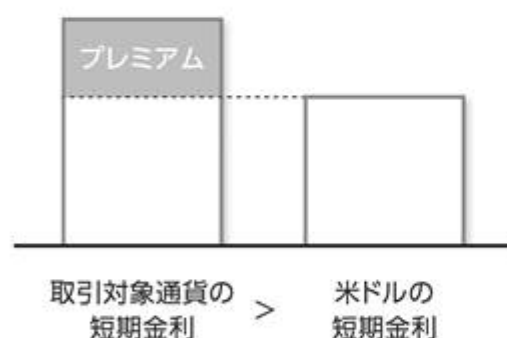 プレミアム
取引対象通貨の
短期金利
>
米ドルの
短期金利